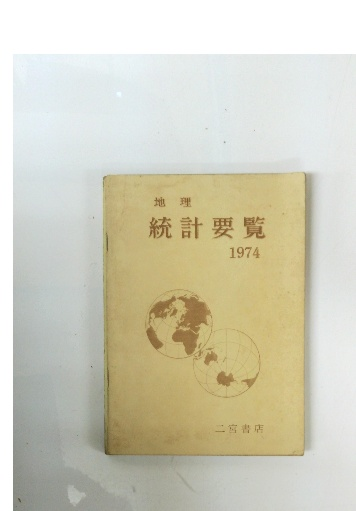 地理
統計要覧
1974
二宮書店